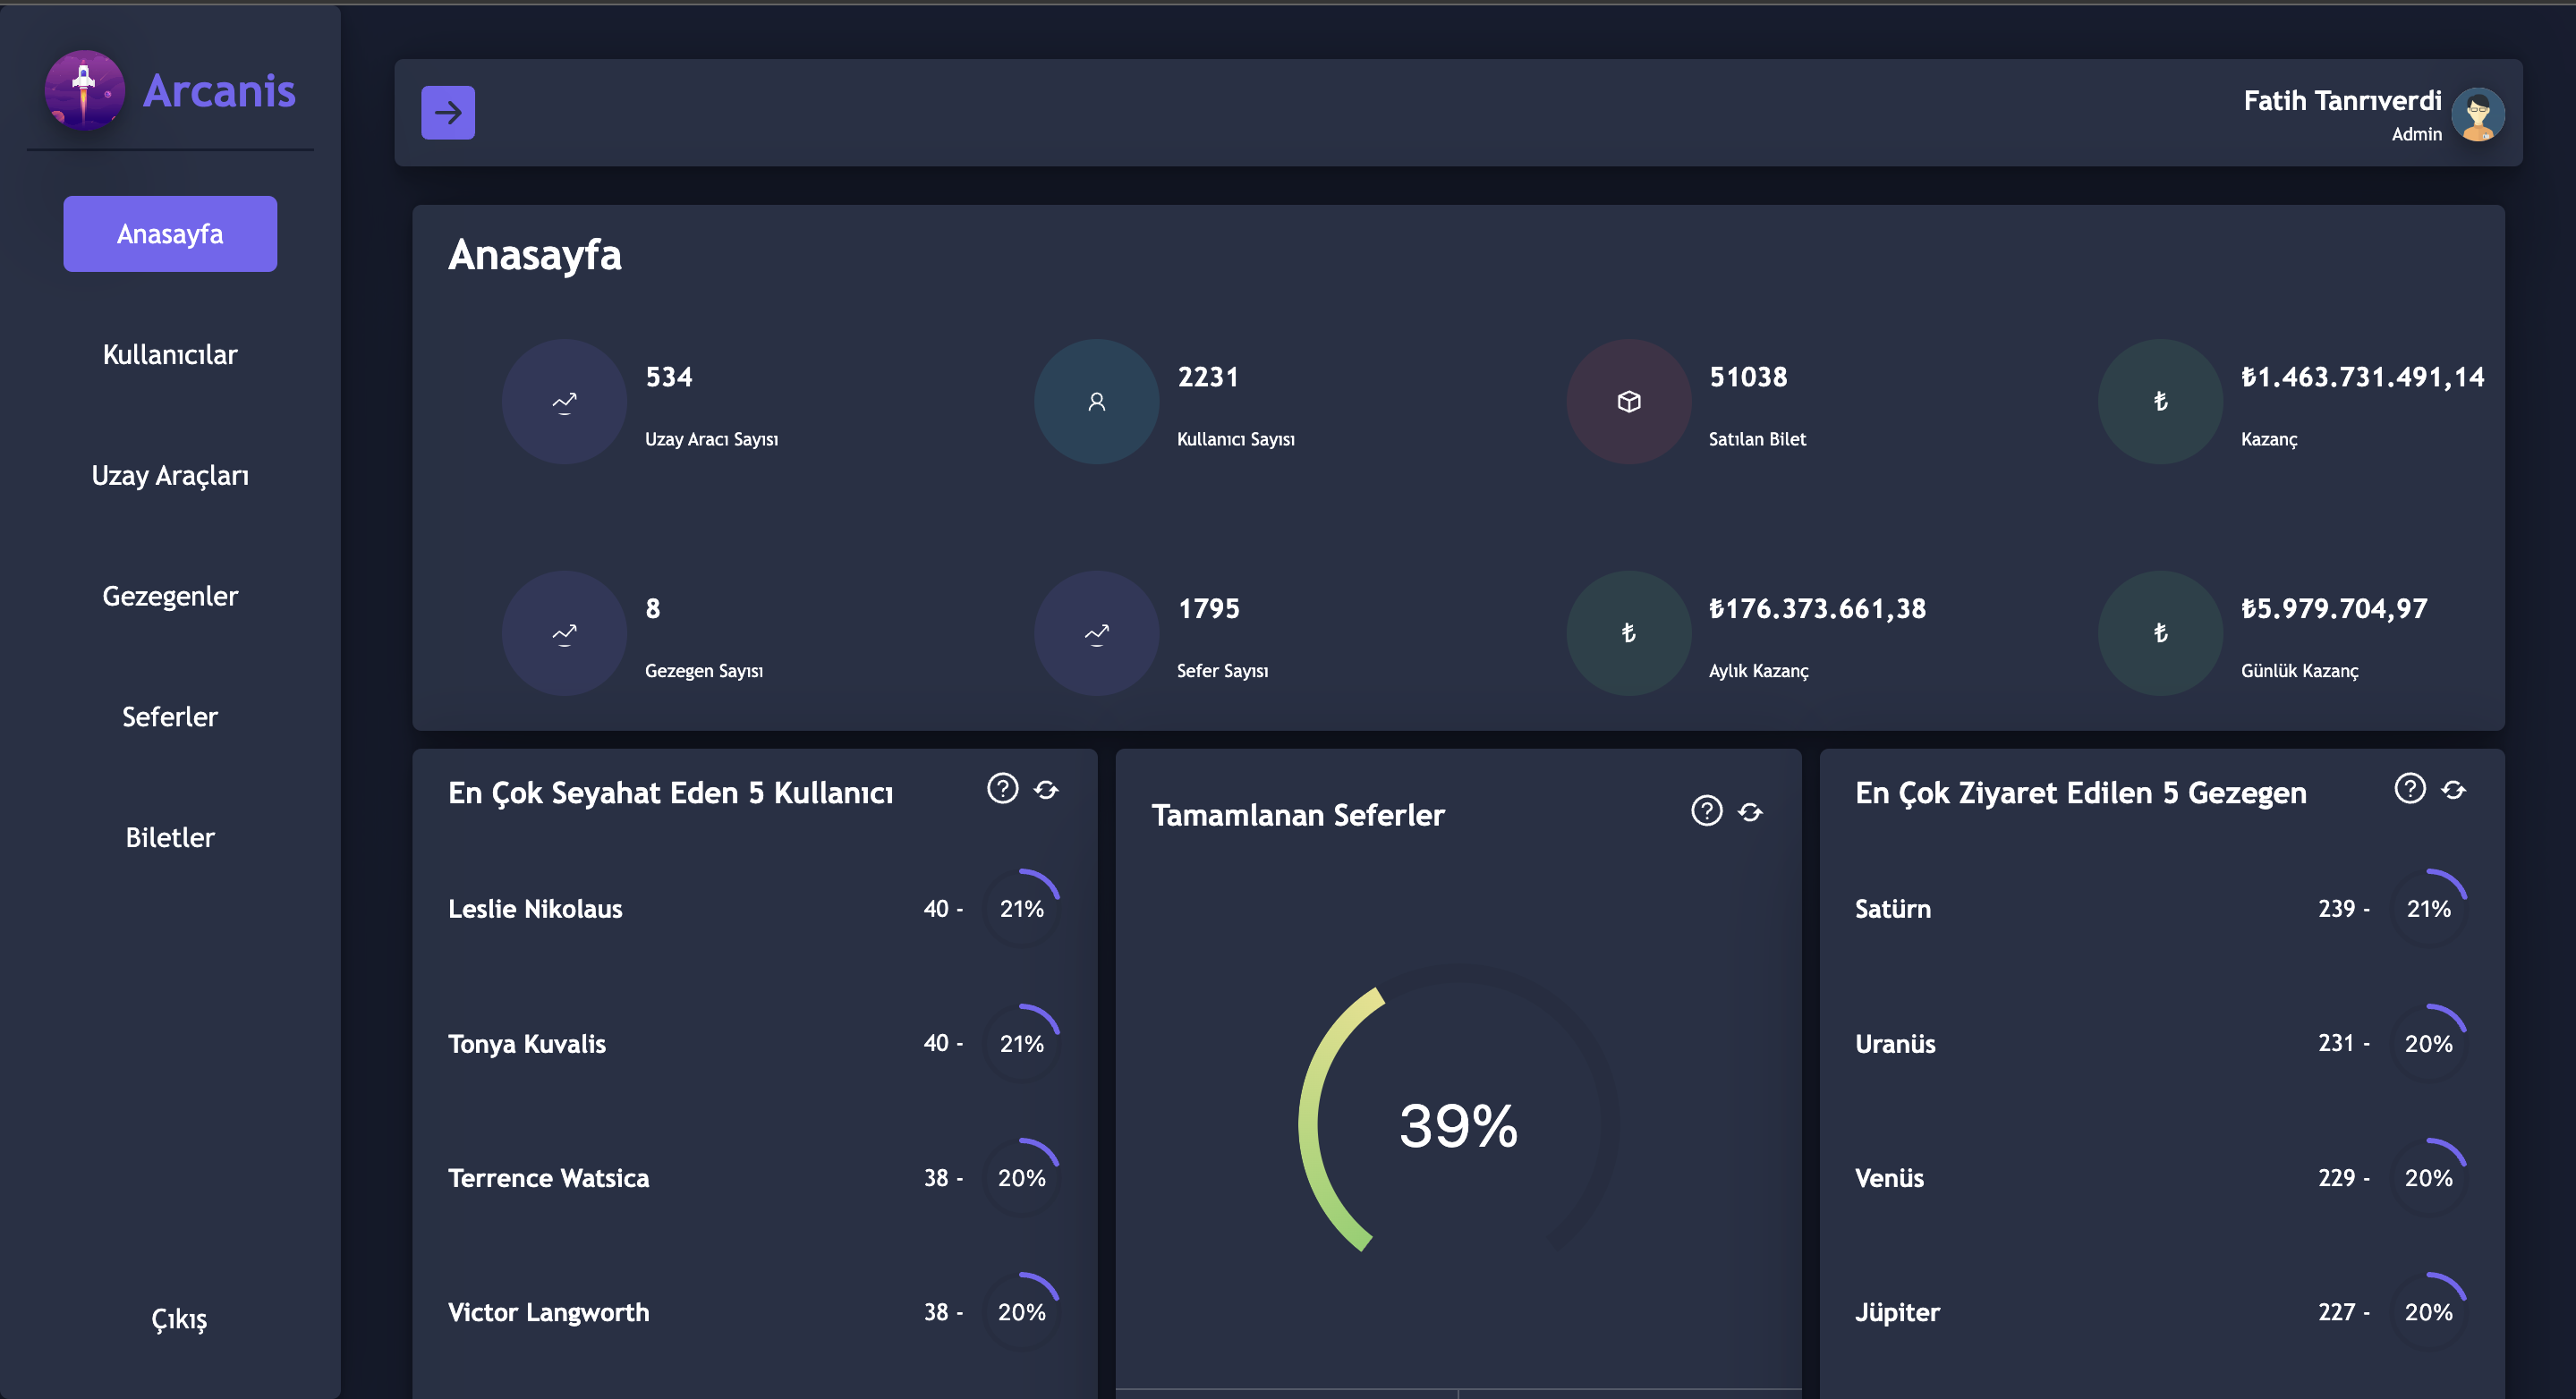 Arcanis
Anasayfa
Kullanıcılar
Uzay Araçları
Gezegenler
Seferler
Biletler
Çıkış
Fatih Tanrıverdi
Admin
Anasayfa
534
Uzay Aracı Sayısı
2231
Kullanıcı Sayısı
51038
Satılan Bilet
₺
₺1.463.731.491,14
Kazanç
8
Gezegen Sayısı
1795
Sefer Sayısı
₺
₺176.373.661,38
Aylık Kazanç
₺
₺5.979.704,97
Günlük Kazanç
En Çok Seyahat Eden 5 Kullanıcı ?
Leslie Nikolaus 40 - 21%
Tonya Kuvalis 40 - 21%
Terrence Watsica 38 - 20%
Victor Langworth 38 - 20%
Tamamlanan Seferler ?
39%
En Çok Ziyaret Edilen 5 Gezegen ?
Satürn 239 - 21%
Uranüs 231 - 20%
Venüs 229 - 20%
Jüpiter 227 - 20%